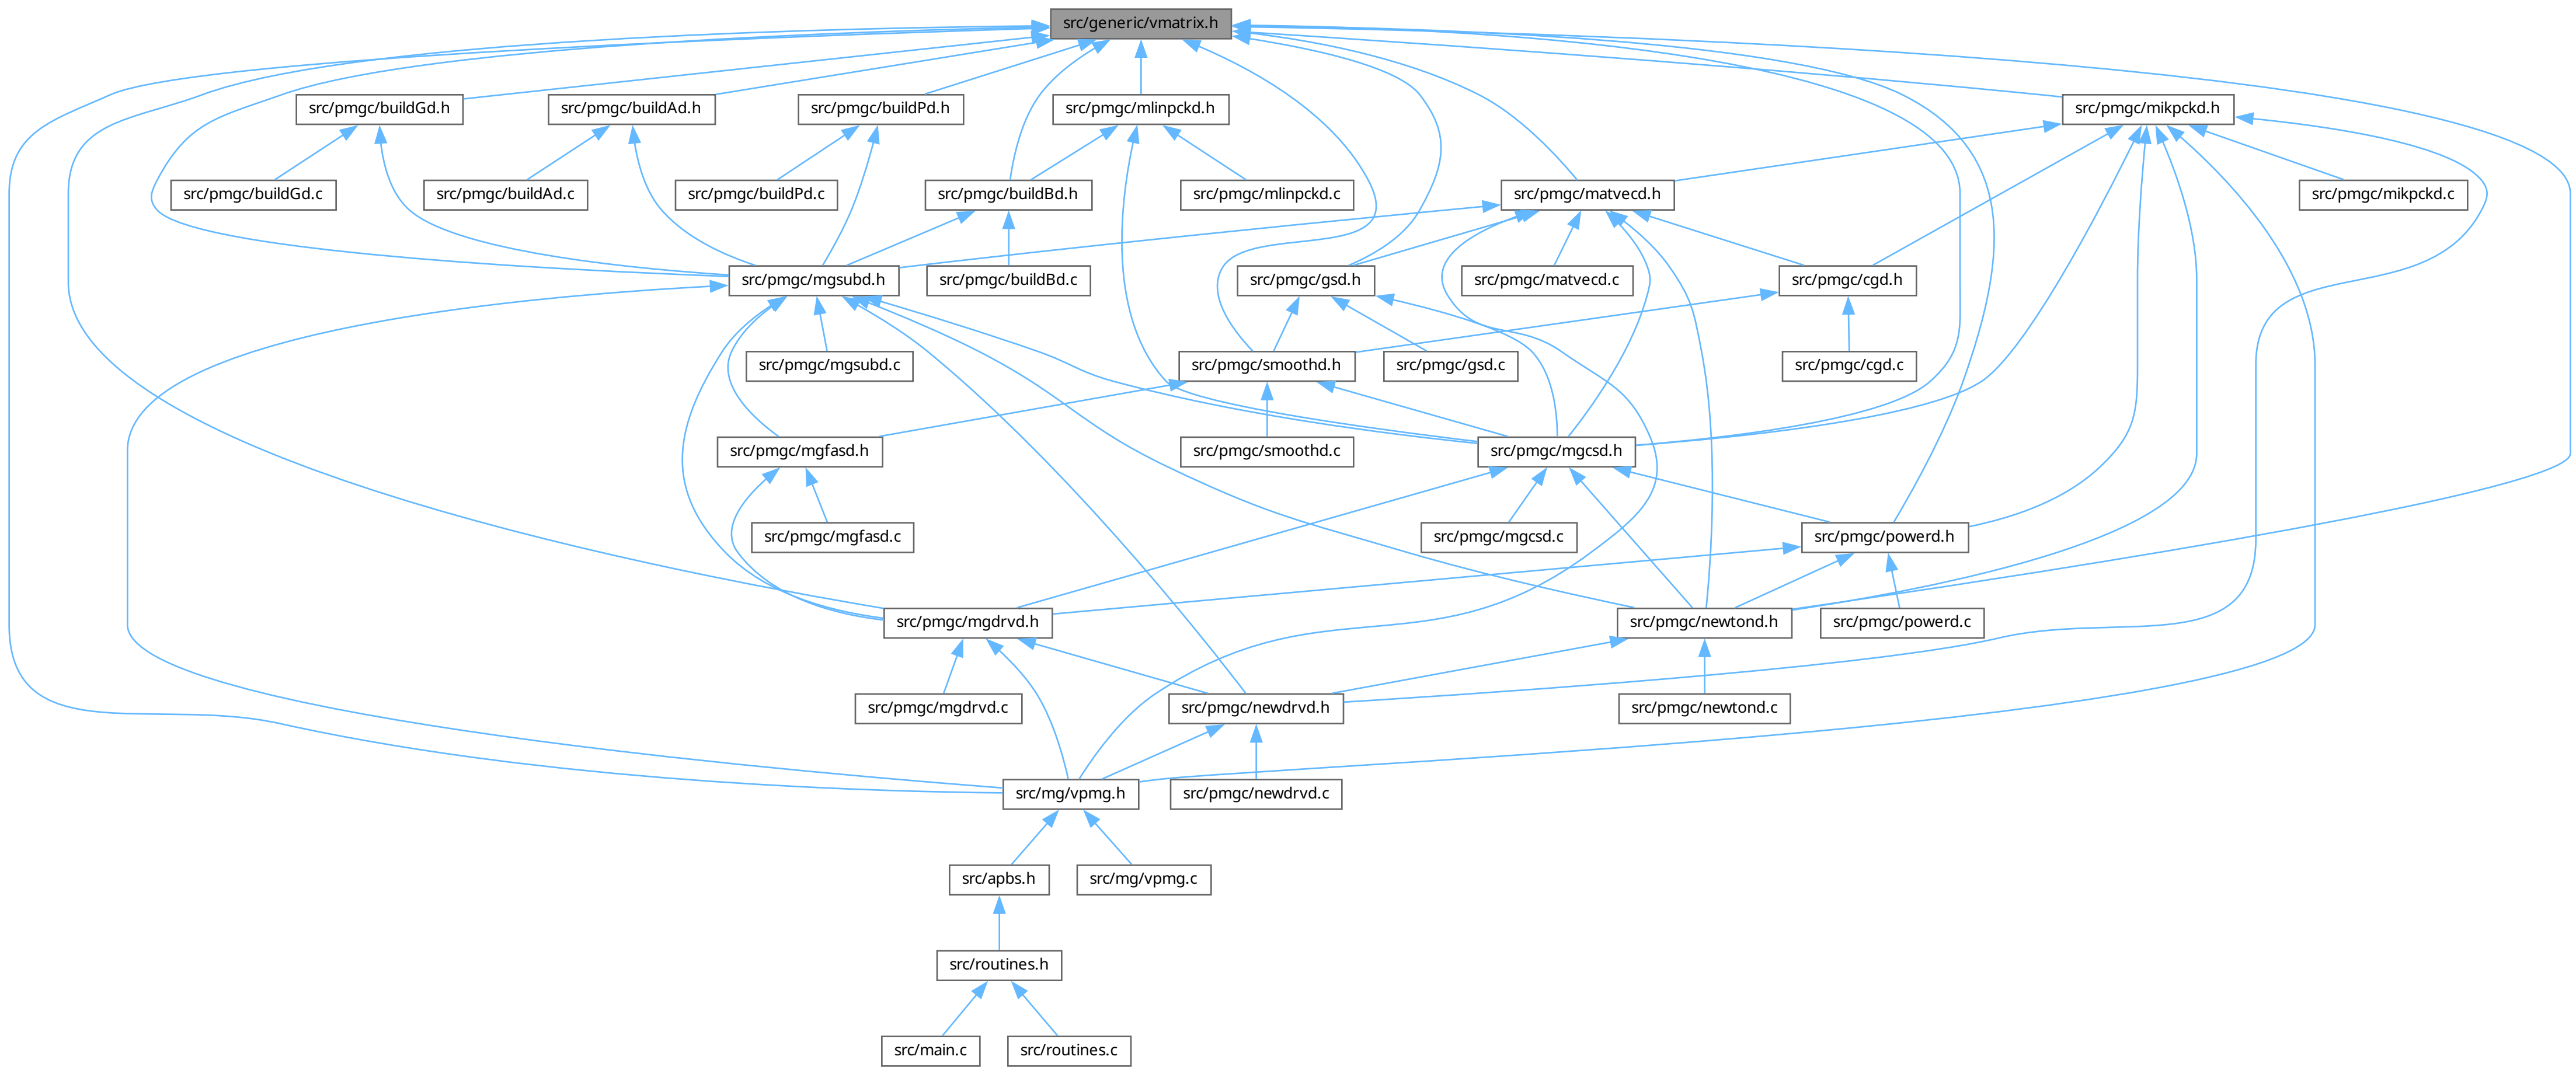 src/generic/vmatrix.h
src/pmgc/buildGd.h
src/pmgc/buildAd.h
src/pmgc/buildPd.h
src/pmgc/mlinpckd.h
src/pmgc/mikpckd.h
src/pmgc/buildGd.c
src/pmgc/buildAd.c
src/pmgc/buildPd.c
src/pmgc/buildBd.h
src/pmgc/mlinpckd.c
src/pmgc/matvecd.h
src/pmgc/mikpckd.c
src/pmgc/mgsubd.h
src/pmgc/buildBd.c
src/pmgc/gsd.h
src/pmgc/matvecd.c
src/pmgc/cgd.h
src/pmgc/mgsubd.c
src/pmgc/smoothd.h
src/pmgc/gsd.c
src/pmgc/cgd.c
src/pmgc/mgfasd.h
src/pmgc/smoothd.c
src/pmgc/mgcsd.h
src/pmgc/mgfasd.c
src/pmgc/mgcsd.c
src/pmgc/powerd.h
src/pmgc/mgdrvd.h
src/pmgc/newtond.h
src/pmgc/powerd.c
src/pmgc/mgdrvd.c
src/pmgc/newdrvd.h
src/pmgc/newtond.c
src/mg/vpmg.h
src/pmgc/newdrvd.c
src/apbs.h
src/mg/vpmg.c
src/routines.h
src/main.c
src/routines.c